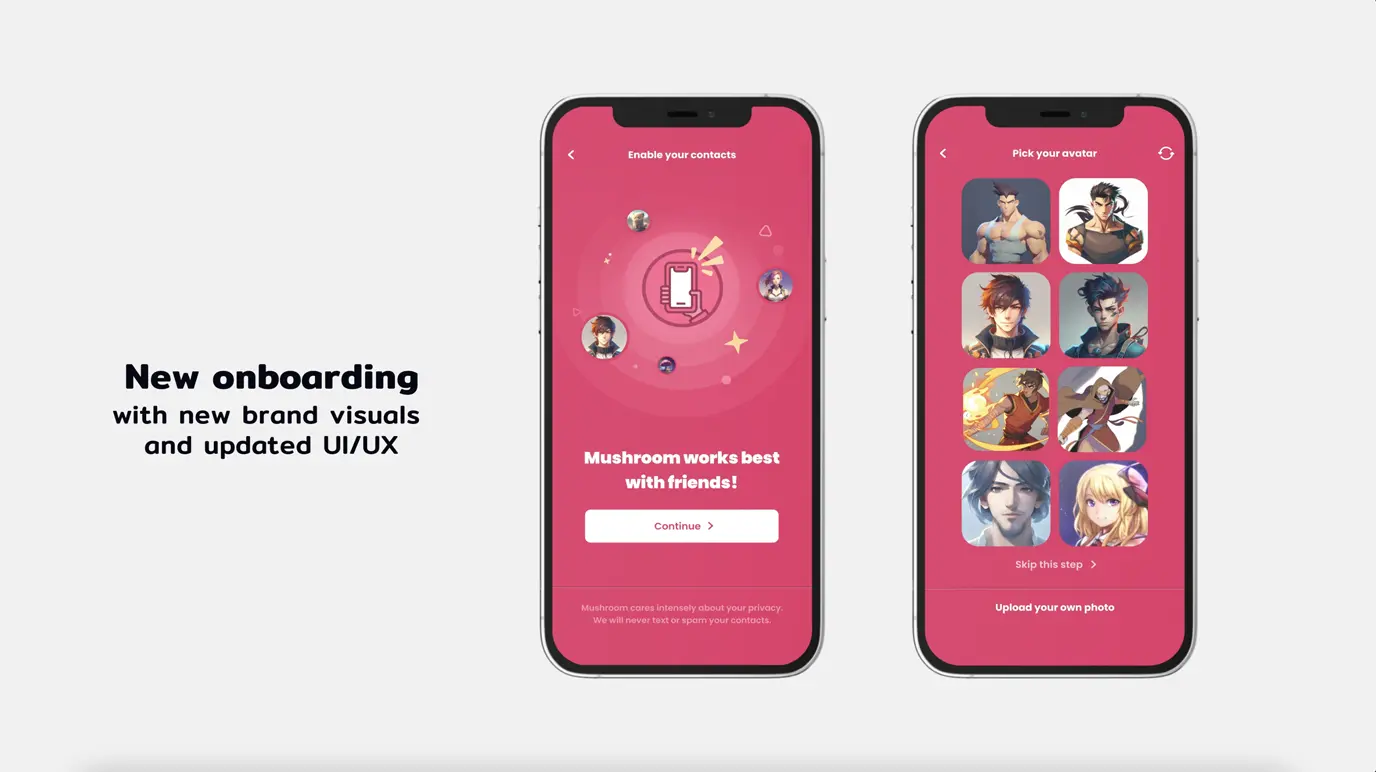 New onboarding
with new brand visuals
and updated UI/UX
Enable your contacts
Mushroom works best
with friends!
Continue
Mushroom cares intensely about your privacy.
We will never text or spam your contacts.
Pick your avatar
Skip this step
Upload your own photo